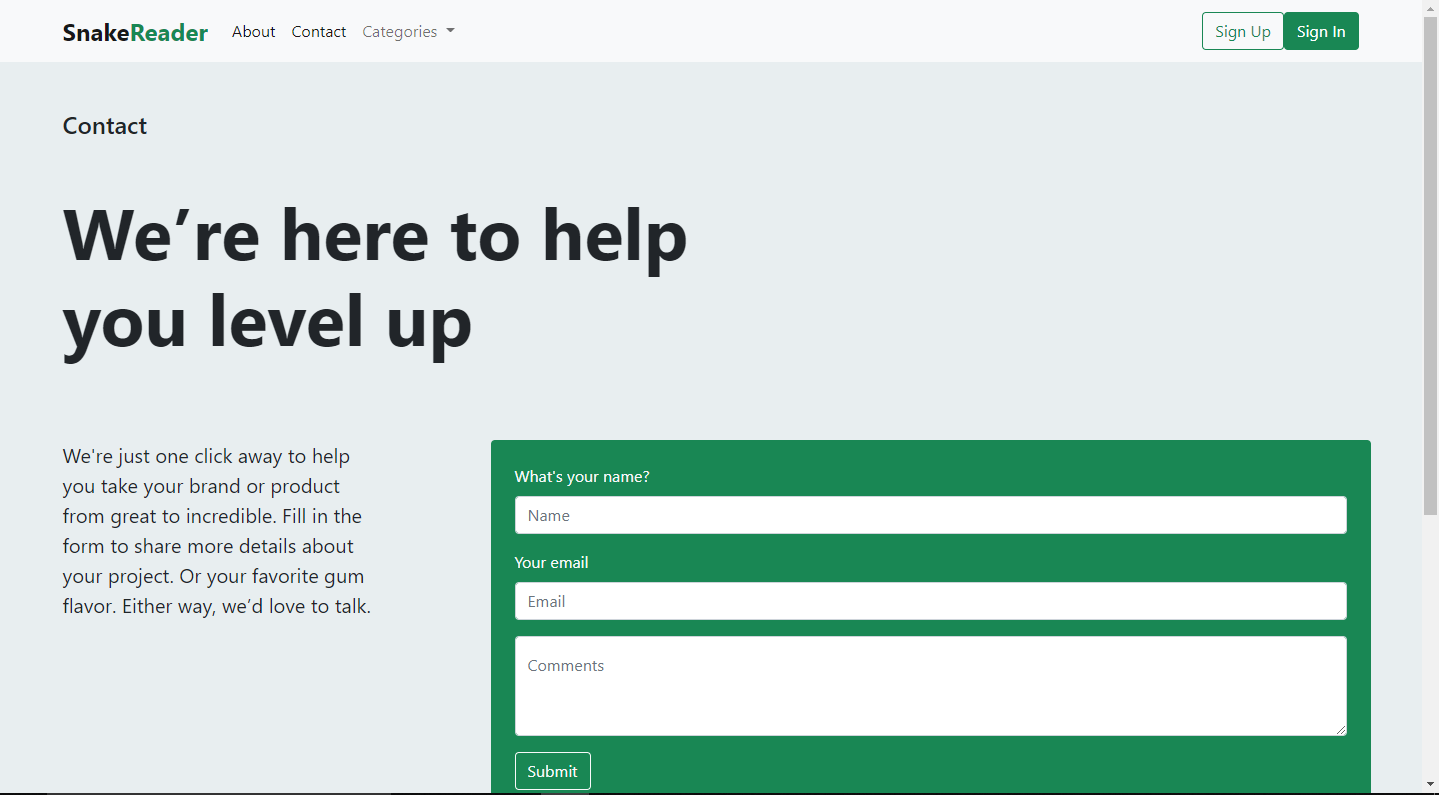 SnakeReader About Contact Categories Sign Up Sign In
Contact
We’re here to help
you level up
We're just one click away to help
you take your brand or product
from great to incredible. Fill in the
form to share more details about
your project. Or your favorite gum
flavor. Either way, we’d love to talk.
What's your name?
Name
Your email
Email
Comments
Submit